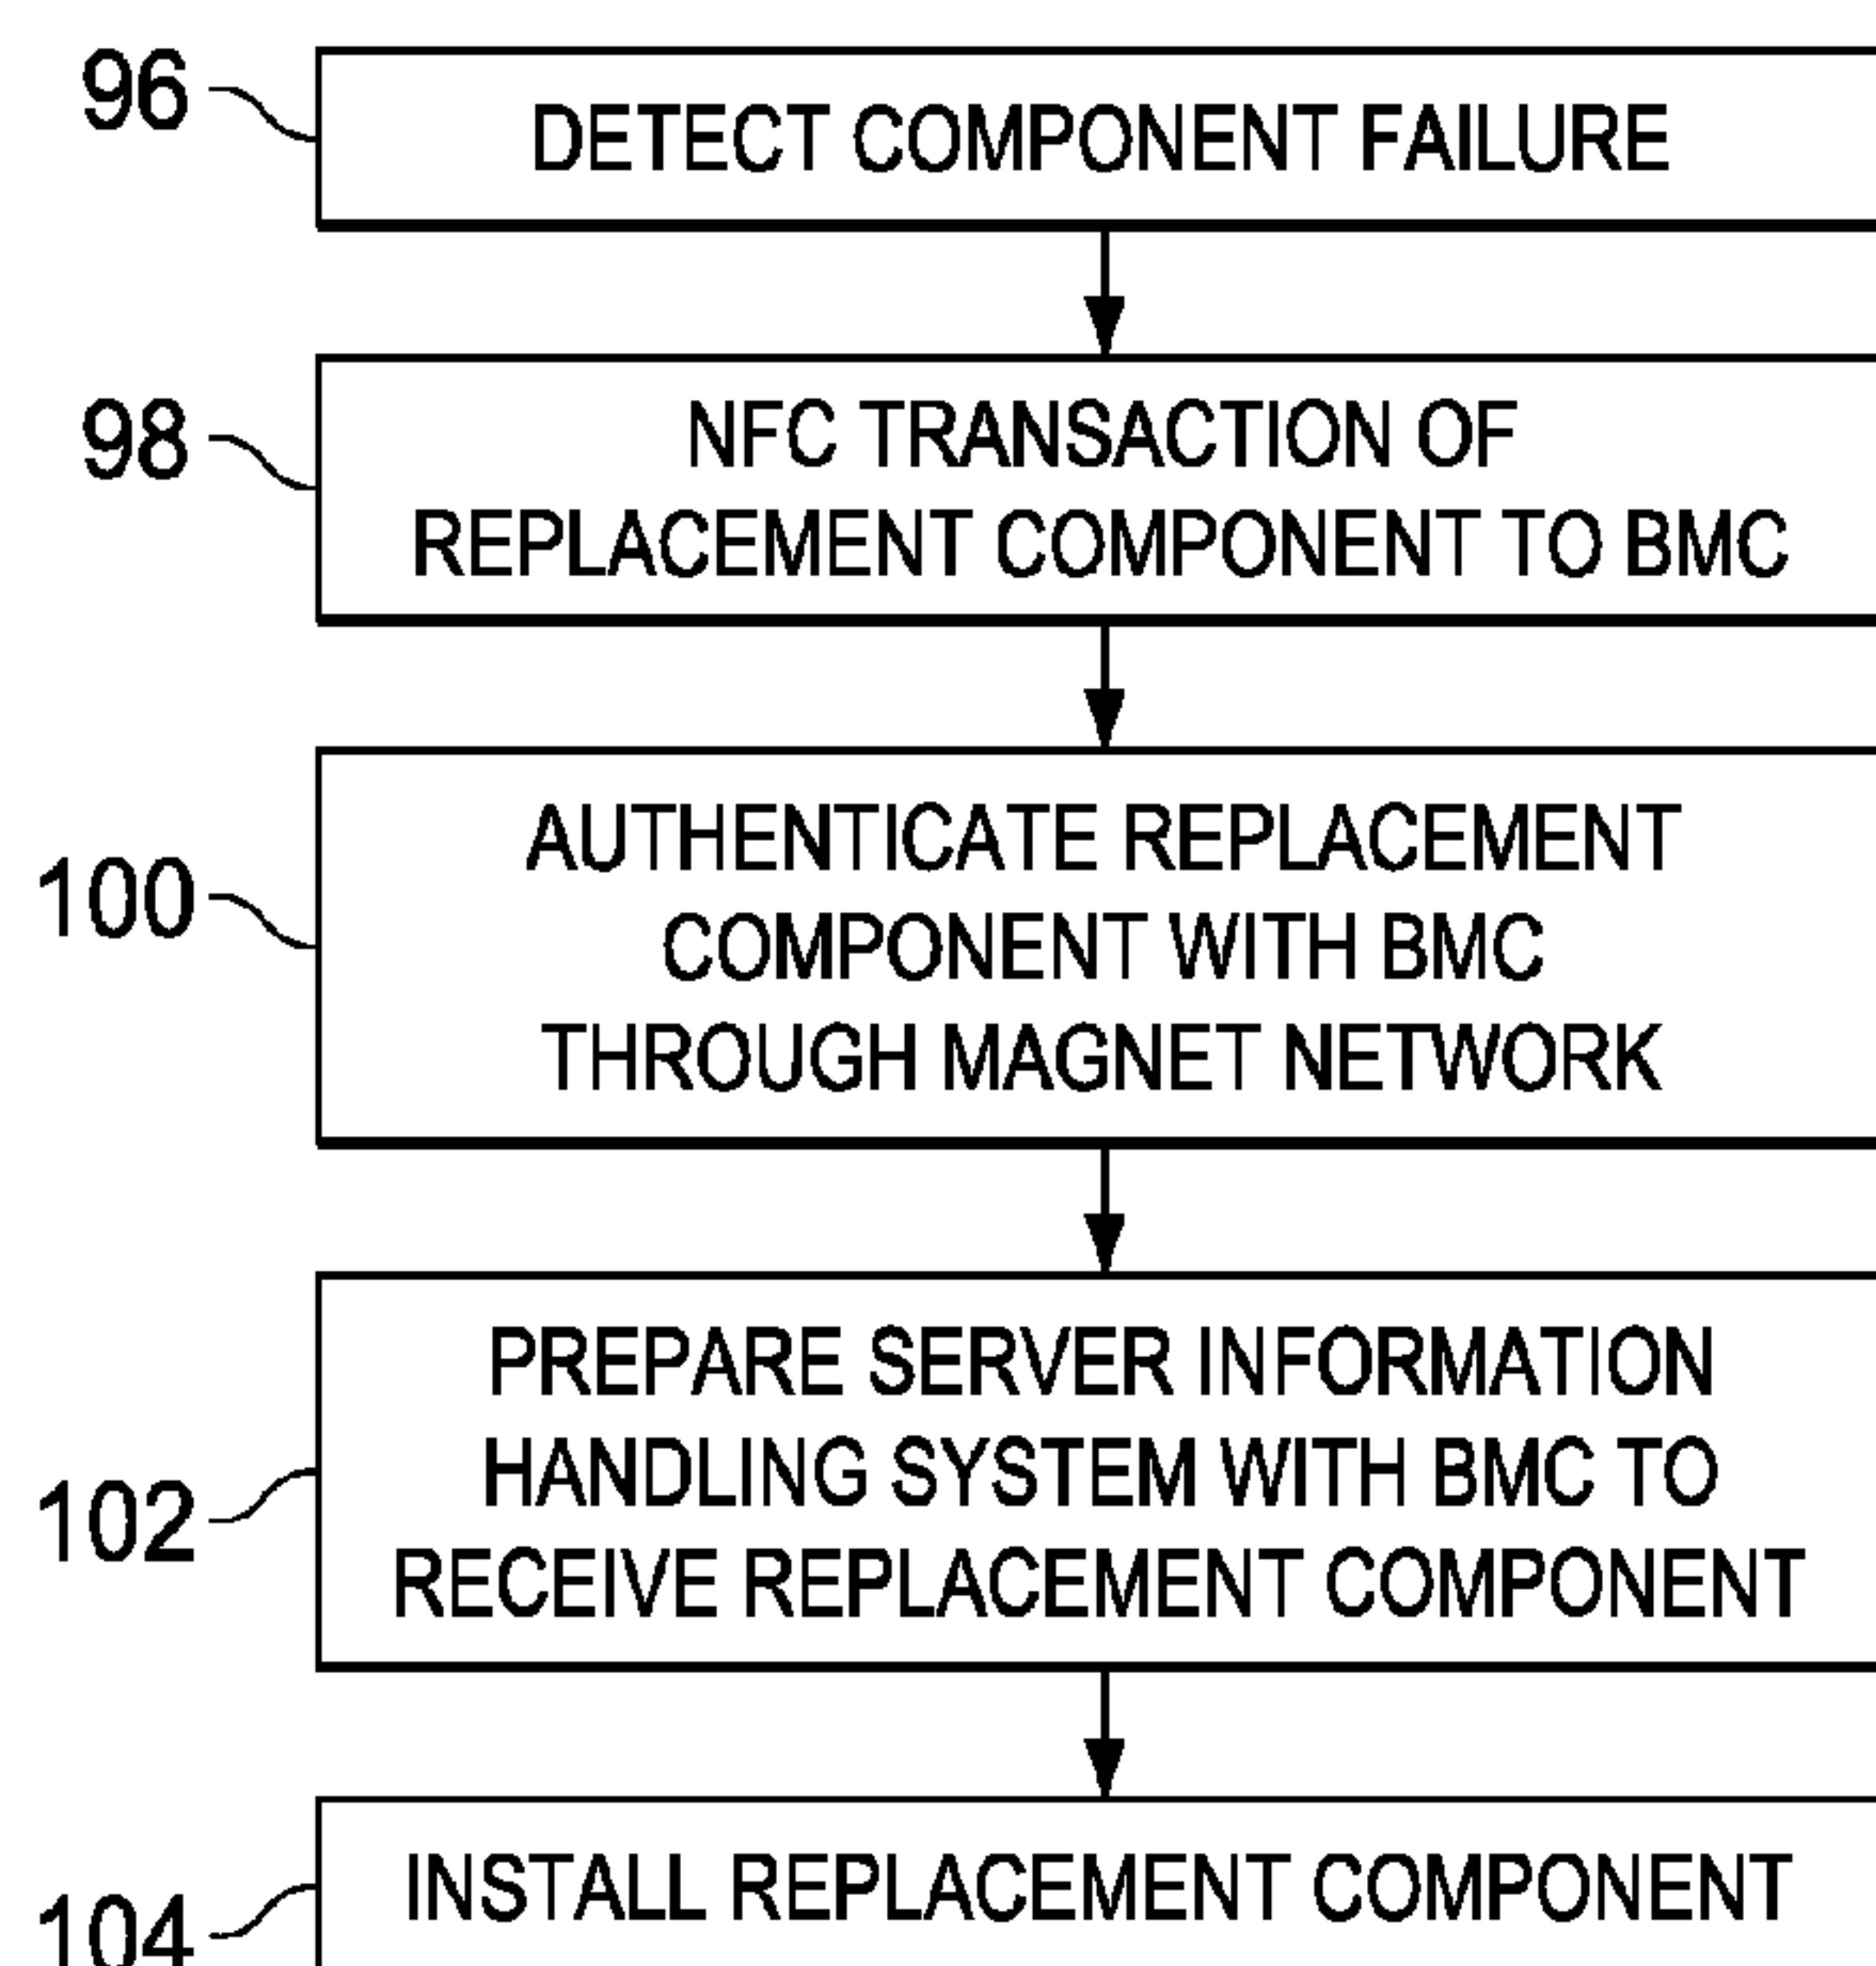 96
DETECT COMPONENT FAILURE
98
NFC TRANSACTION OF
REPLACEMENT COMPONENT TO BMC
100
AUTHENTICATE REPLACEMENT
COMPONENT WITH BMC
THROUGH MAGNET NETWORK
102
PREPARE SERVER INFORMATION
HANDLING SYSTEM WITH BMC TO
RECEIVE REPLACEMENT COMPONENT
104
INSTALL REPLACEMENT COMPONENT